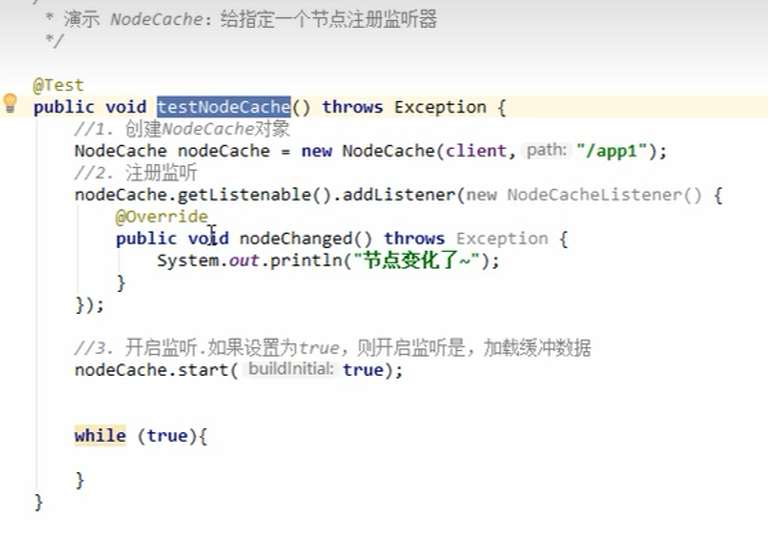 * 演示 NodeCache：给指定一个节点注册监听器
*/
@Test
public void testNodeCache() throws Exception {
//1. 创建NodeCache对象
NodeCache nodeCache = new NodeCache(client, path: "/app1");
//2. 注册监听
nodeCache.getListenable().addListener(new NodeCacheListener() {
@Override
public void nodeChanged() throws Exception {
System.out.println("节点变化了~");
}
});
//3. 开启监听.如果设置为true，则开启监听是，加载缓冲数据
nodeCache.start( buildInitial: true);
while (true){
}
}